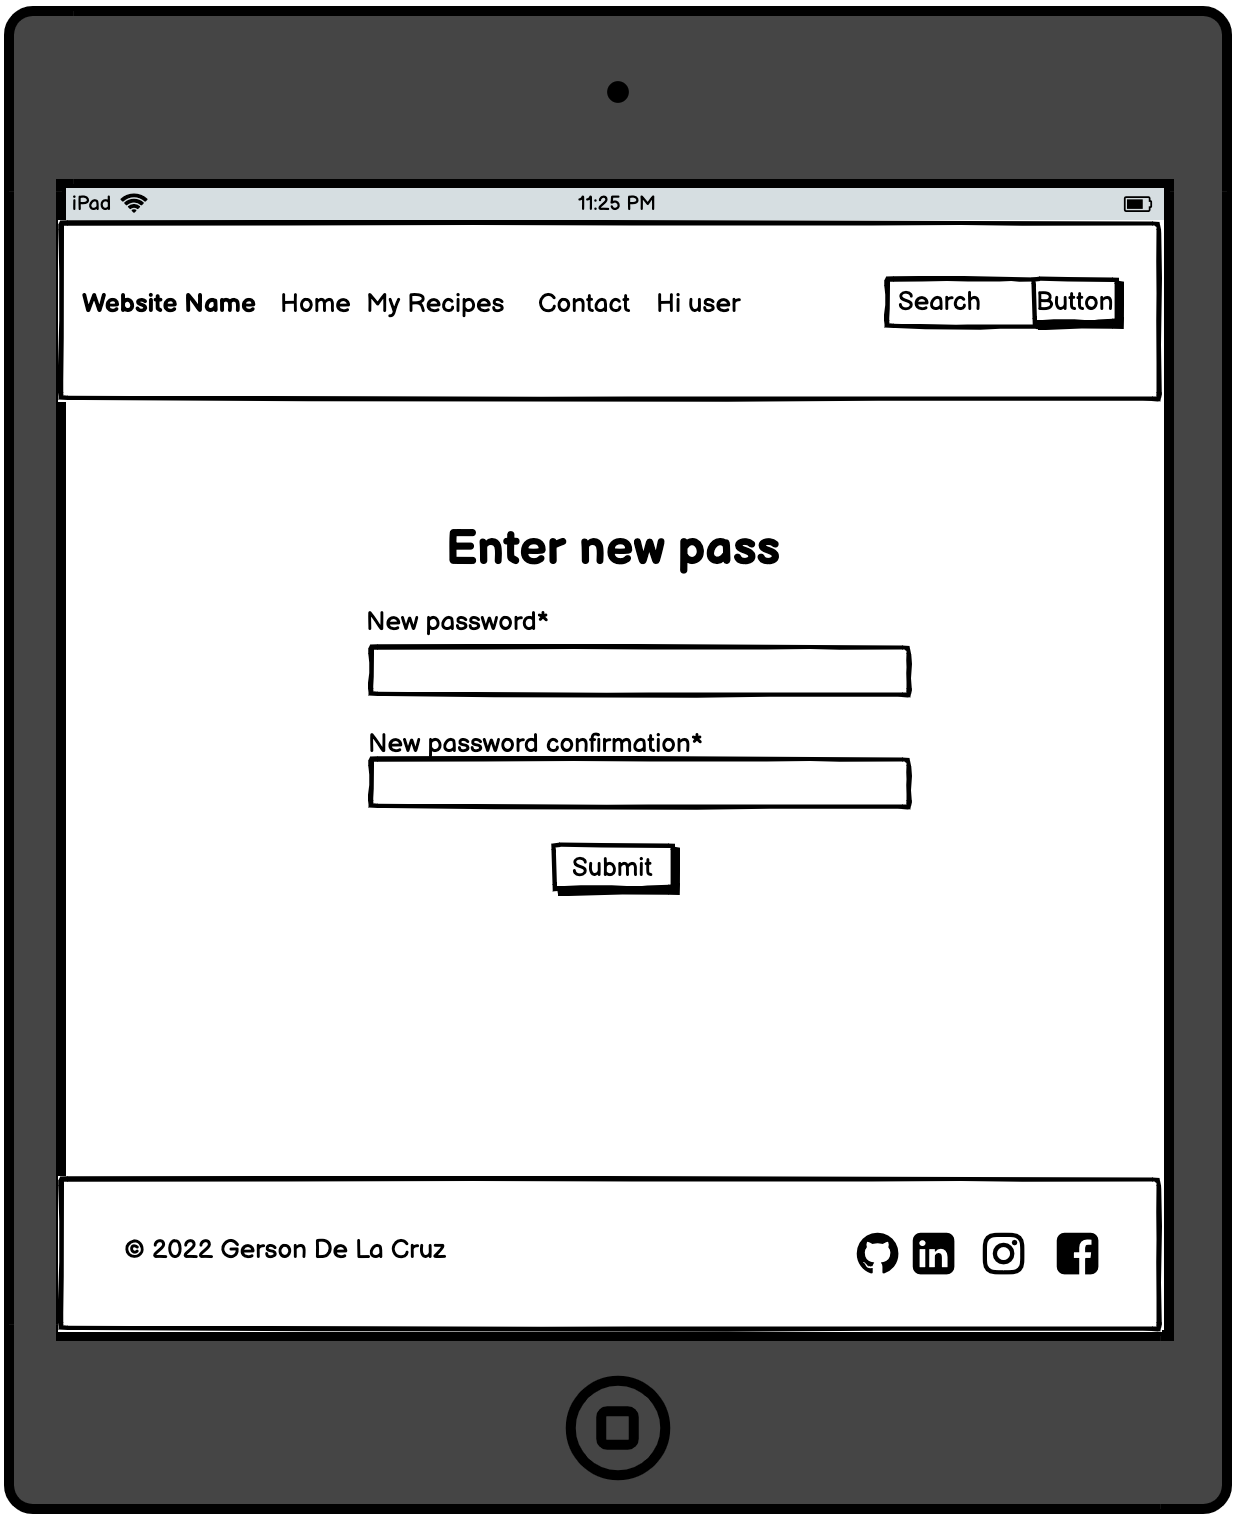 iPad 11:25 PM
Website Name Home My Recipes Contact Hi user Search Button
Enter new pass
New password*
New password confirmation*
Submit
© 2022 Gerson De La Cruz